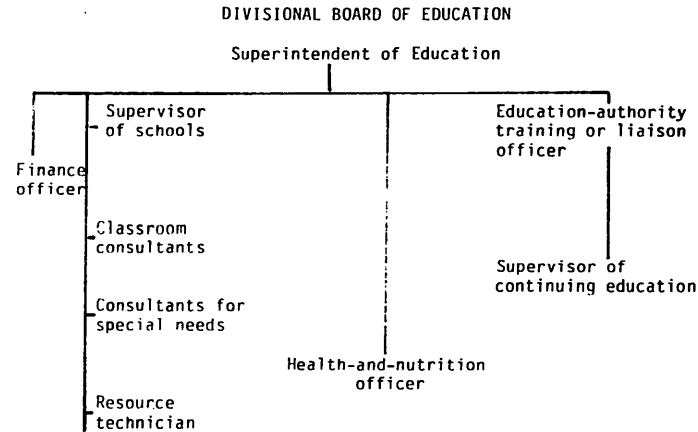 DIVISIONAL BOARD OF EDUCATION
Superintendent of Education
Supervisor
of schools
Education-authority
training or liaison
officer
Finance
officer
Classroom
consultants
Supervisor of
continuing education
Consultants for
special needs
Health-and-nutrition
officer
Resource
technician